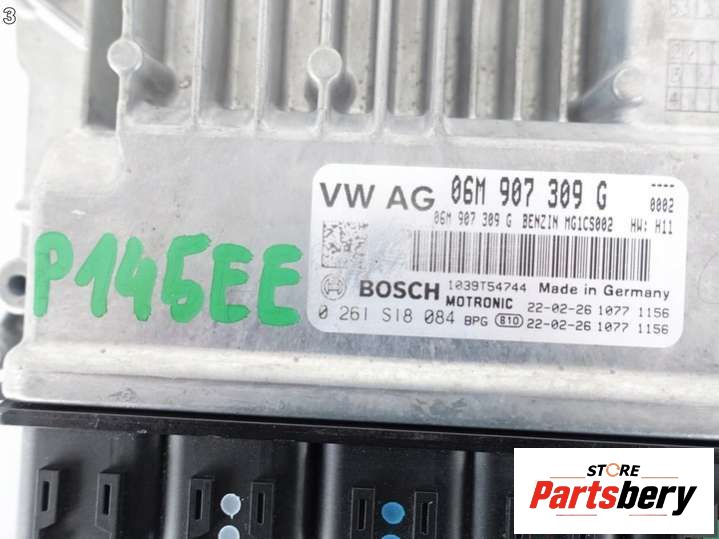 3
P145EE
VW AG 06M 907 309 G ----
0002
06M 907 309 G BENZIN MG1CS002 HW: H11
BOSCH 1039T54744 Made in Germany
MOTRONIC 22-02-26 1077 1156
0 261 S18 084 BPG 810 22-02-26 1077 1156
STORE
Partsbery